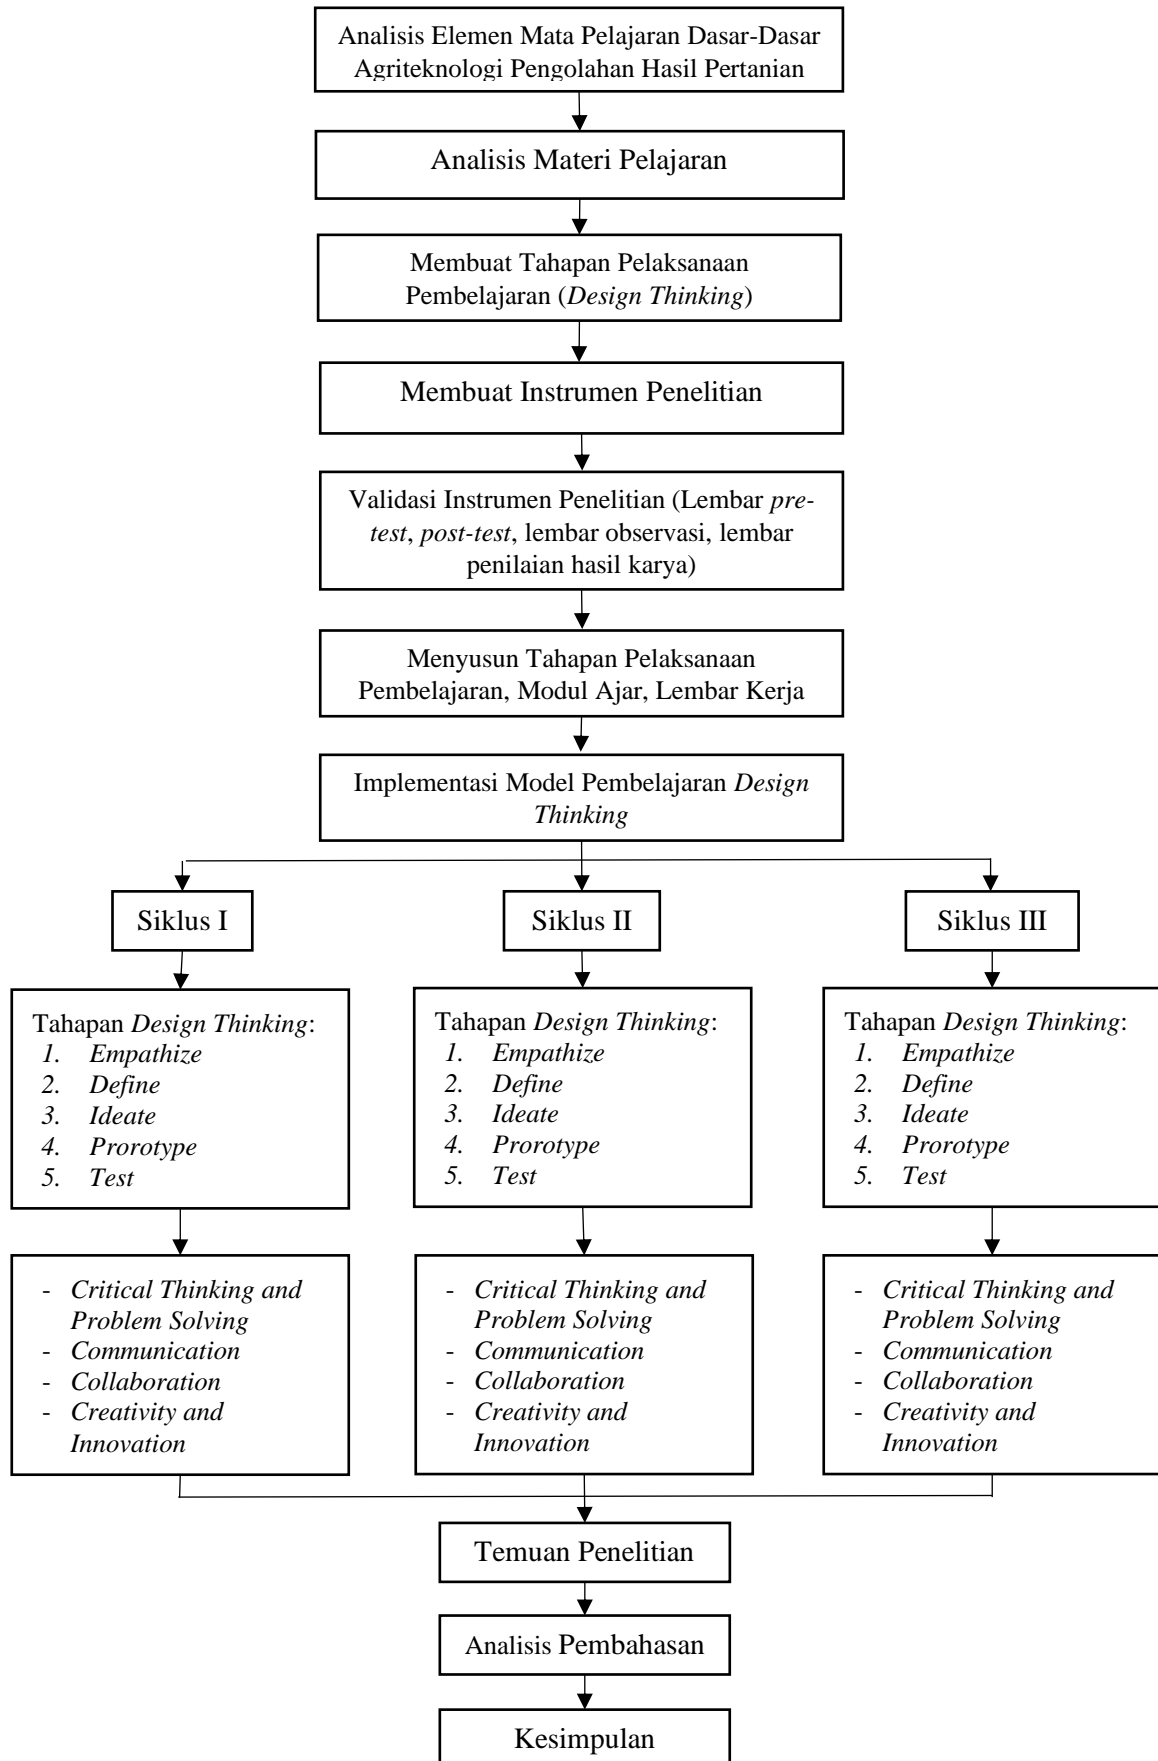 Analisis Elemen Mata Pelajaran Dasar-Dasar
Agriteknologi Pengolahan Hasil Pertanian
Analisis Materi Pelajaran
Membuat Tahapan Pelaksanaan
Pembelajaran (Design Thinking)
Membuat Instrumen Penelitian
Validasi Instrumen Penelitian (Lembar pre-
test, post-test, lembar observasi, lembar
penilaian hasil karya)
Menyusun Tahapan Pelaksanaan
Pembelajaran, Modul Ajar, Lembar Kerja
Implementasi Model Pembelajaran Design
Thinking
Siklus I
Siklus II
Siklus III
Tahapan Design Thinking:
1. Empathize
2. Define
3. Ideate
4. Prorotype
5. Test
Tahapan Design Thinking:
1. Empathize
2. Define
3. Ideate
4. Prorotype
5. Test
Tahapan Design Thinking:
1. Empathize
2. Define
3. Ideate
4. Prorotype
5. Test
- Critical Thinking and
Problem Solving
- Communication
- Collaboration
- Creativity and
Innovation
- Critical Thinking and
Problem Solving
- Communication
- Collaboration
- Creativity and
Innovation
- Critical Thinking and
Problem Solving
- Communication
- Collaboration
- Creativity and
Innovation
Temuan Penelitian
Analisis Pembahasan
Kesimpulan